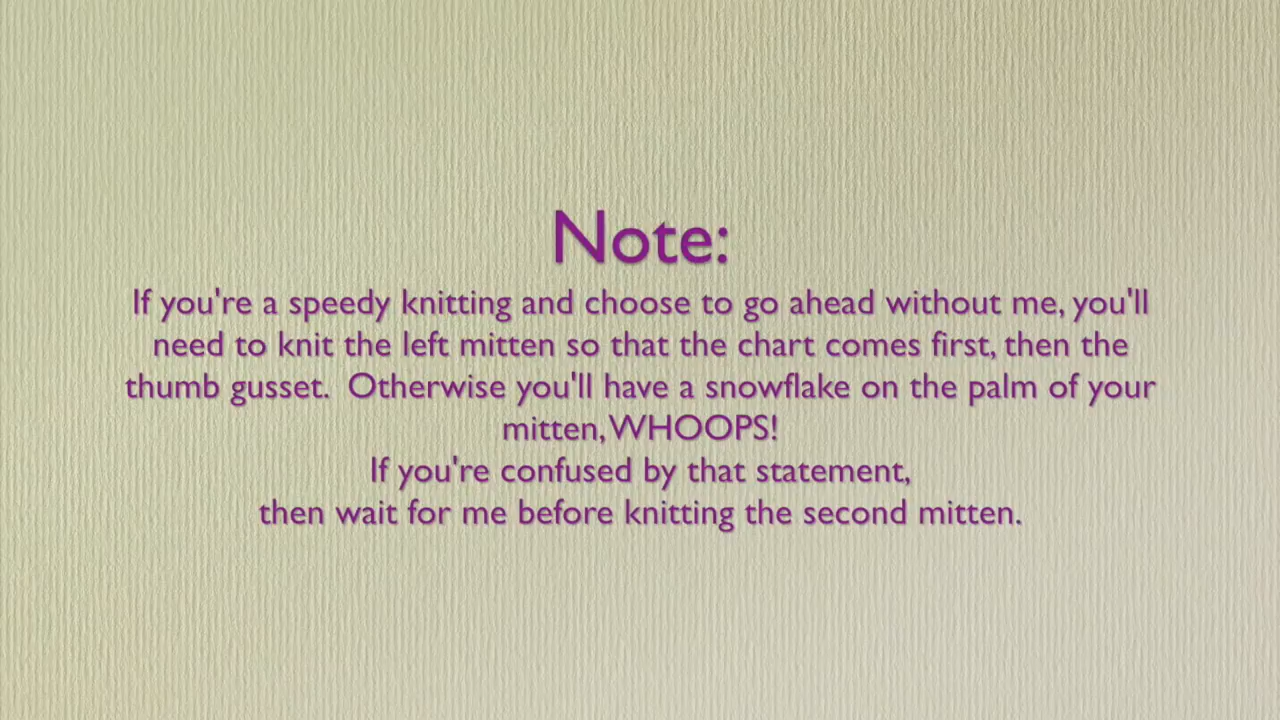 Note:
If you're a speedy knitting and choose to go ahead without me, you'll
need to knit the left mitten so that the chart comes first, then the
thumb gusset.  Otherwise you'll have a snowflake on the palm of your
mitten, WHOOPS!
If you're confused by that statement,
then wait for me before knitting the second mitten.